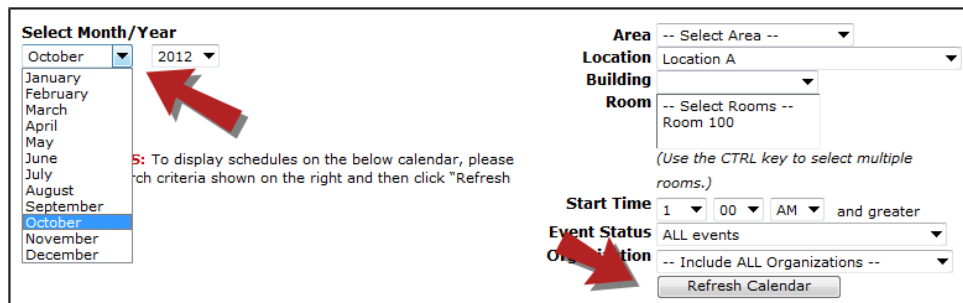 Select Month/Year
October 2012
January
February
March
April
May
June
July
August
September
October
November
December
S: To display schedules on the below calendar, please
rch criteria shown on the right and then click “Refresh
Area -- Select Area --
Location Location A
Building
Room -- Select Rooms --
Room 100
(Use the CTRL key to select multiple
rooms.)
Start Time 1 00 AM and greater
Event Status ALL events
-- Include ALL Organizations --
Refresh Calendar